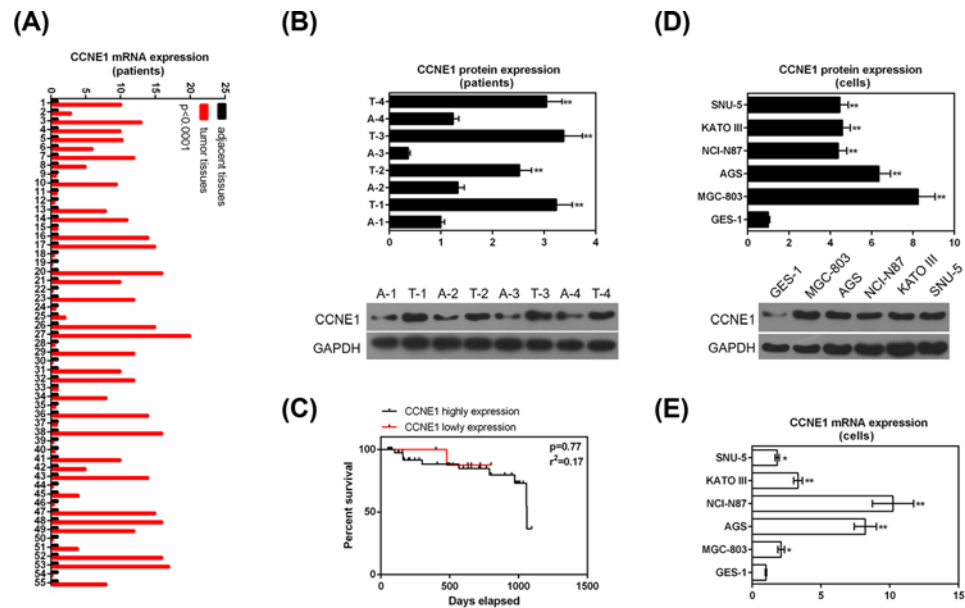 (A)
CCNE1 mRNA expression
(patients)
0 5 10 15 20 25
adjacent tissues
tumor tissues
p<0.0001
1
2
3
4
5
6
7
8
9
10
11
12
13
14
15
16
17
18
19
20
21
22
23
24
25
26
27
28
29
30
31
32
33
34
35
36
37
38
39
40
41
42
43
44
45
46
47
48
49
50
51
52
53
54
55
(B)
CCNE1 protein expression
(patients)
T-4 **
A-4
T-3 **
A-3
T-2 **
A-2
T-1 **
A-1
0 1 2 3 4
A-1 T-1 A-2 T-2 A-3 T-3 A-4 T-4
CCNE1
GAPDH
(C)
CCNE1 highly expression
CCNE1 lowly expression
p=0.77
r²=0.17
Percent survival
100
50
0
0 500 1000 1500
Days elapsed
(D)
CCNE1 protein expression
(cells)
SNU-5 **
KATO III **
NCI-N87 **
AGS **
MGC-803 **
GES-1
0 2 4 6 8 10
GES-1 MGC-803 AGS NCI-N87 KATO III SNU-5
CCNE1
GAPDH
(E)
CCNE1 mRNA expression
(cells)
SNU-5 *
KATO III **
NCI-N87 **
AGS **
MGC-803 *
GES-1
0 5 10 15